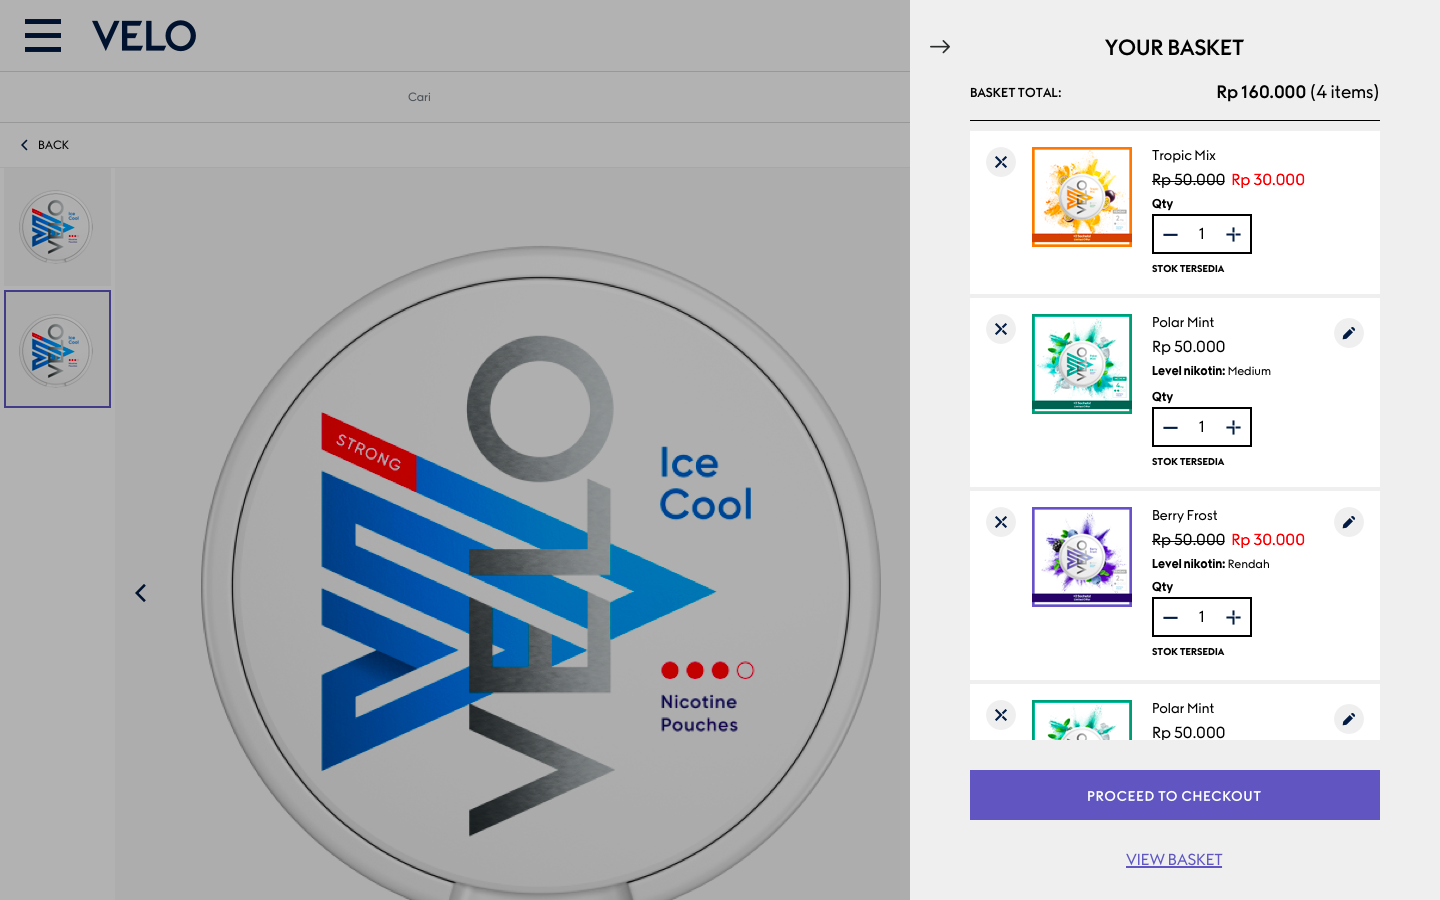 VELO
Cari
BACK
STRONG
VELO
Ice
Cool
Nicotine
Pouches
YOUR BASKET
BASKET TOTAL:
Rp 160.000 (4 items)
Tropic Mix
Rp 50.000 Rp 30.000
Qty
1
STOK TERSEDIA
Polar Mint
Rp 50.000
Level nikotin: Medium
Qty
1
STOK TERSEDIA
Berry Frost
Rp 50.000 Rp 30.000
Level nikotin: Rendah
Qty
1
STOK TERSEDIA
Polar Mint
Rp 50.000
PROCEED TO CHECKOUT
VIEW BASKET